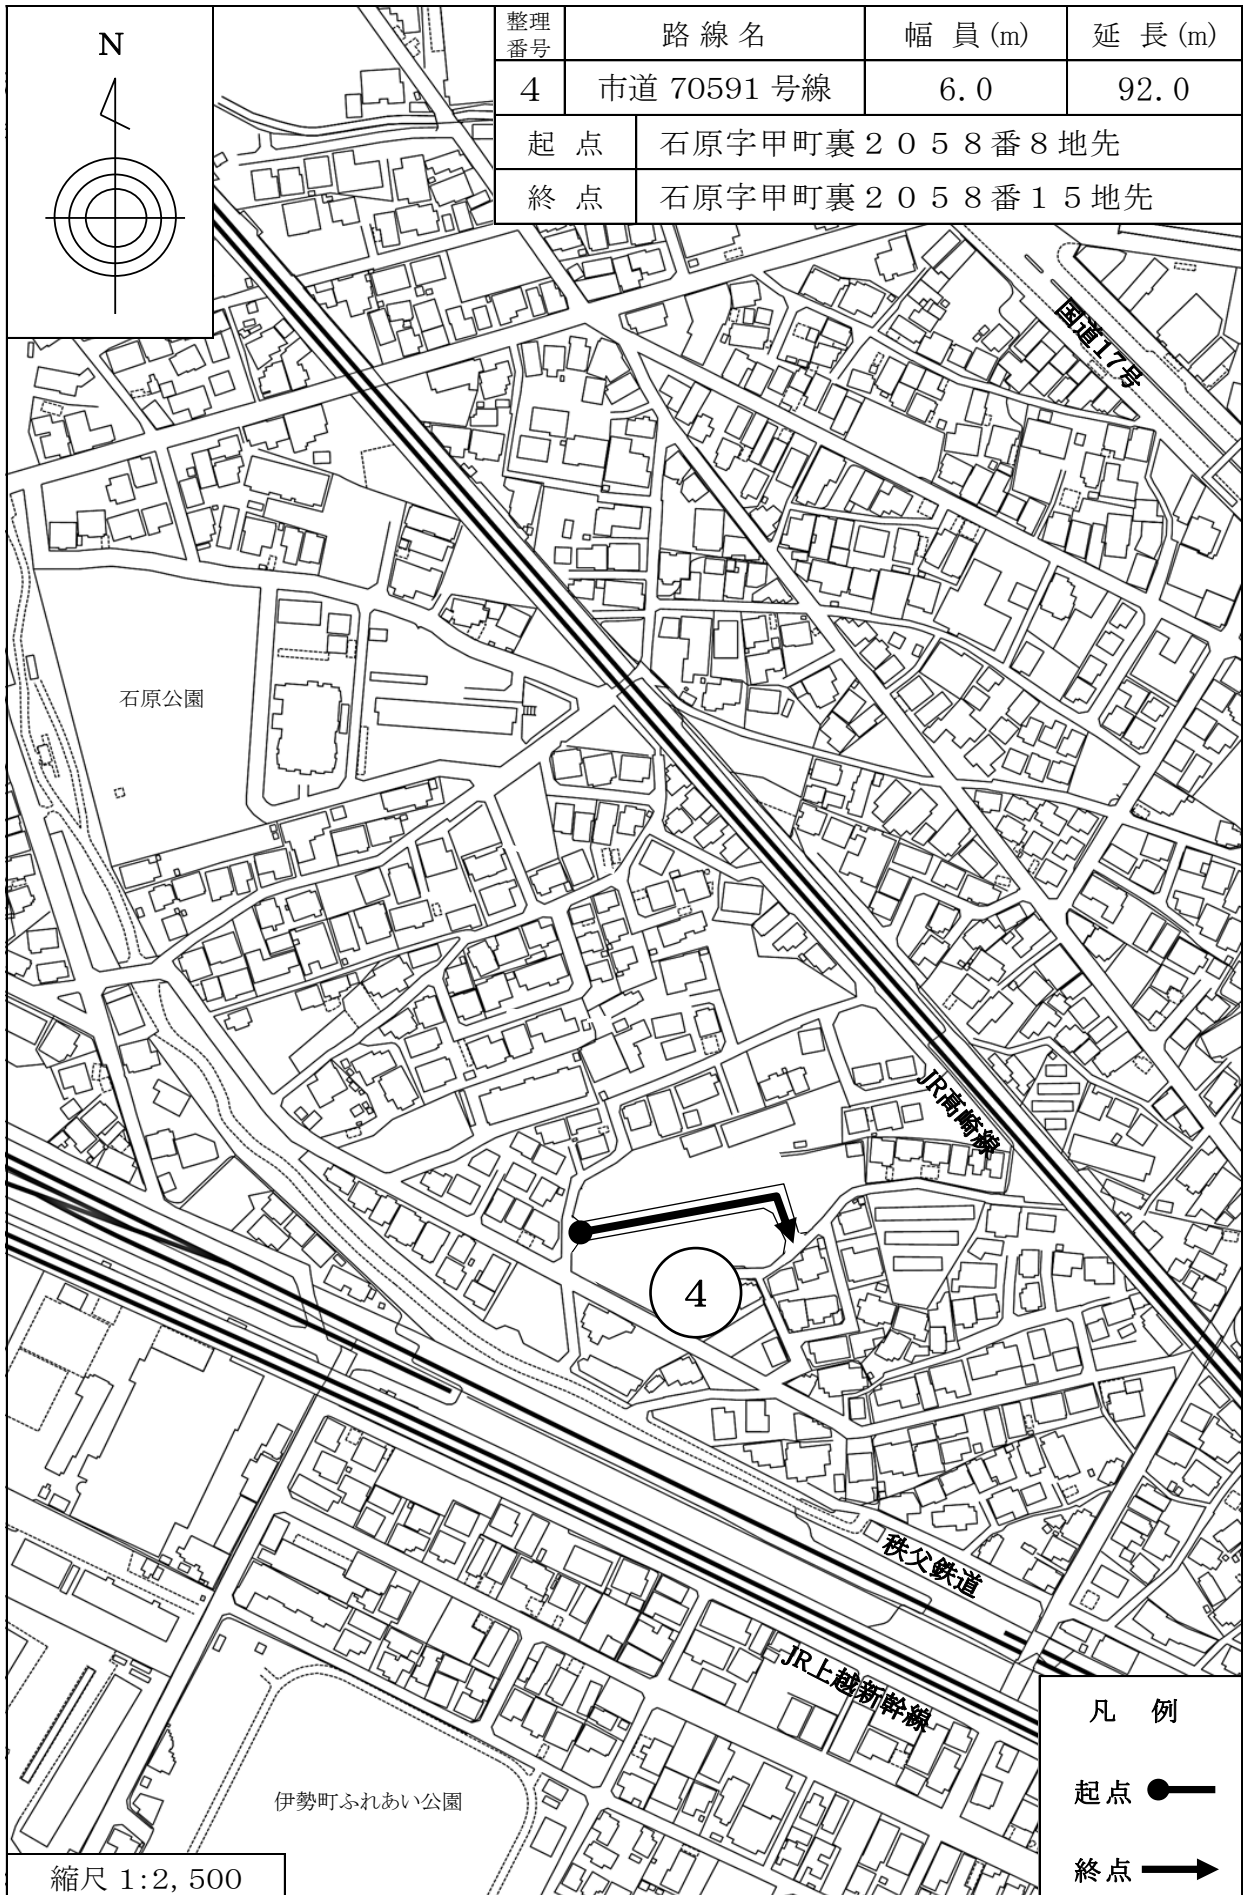 N
整理番号 路線名 幅員(m) 延長(m)
4 市道 70591 号線 6.0 92.0
起点 石原字甲町裏２０５８番８地先
終点 石原字甲町裏２０５８番１５地先
国道17号
石原公園
JR高崎線
4
秩父鉄道
JR上越新幹線
伊勢町ふれあい公園
凡例
起点
終点
縮尺 1:2,500